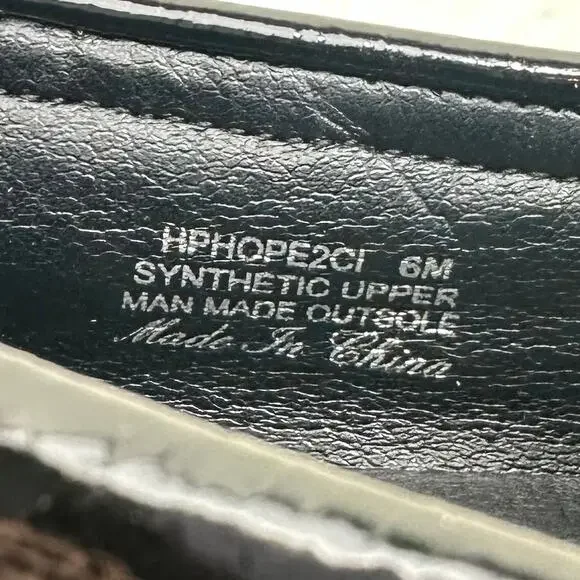 HPHOPE2CI 6M
SYNTHETIC UPPER
MAN MADE OUTSOLE
Made In China